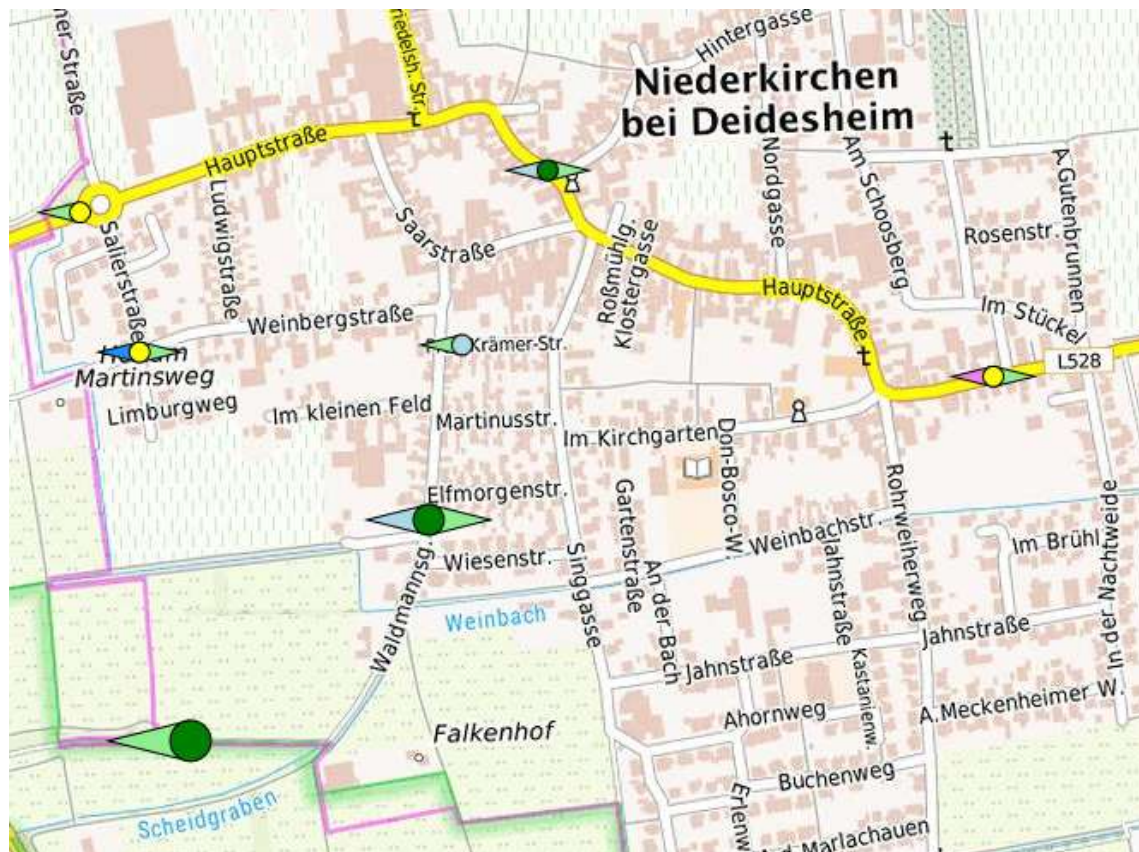 Hintergasse
Niederkirchen
bei Deidesheim
Hauptstraße
Ludwigstraße
Saarstraße
Salierstraße
Nordgasse
Am Schoosberg
A.Gutenbrunnen
Rosenstr.
Im Stückel
Roßmühlg.
Klostergasse
Hauptstraße
Weinbergstraße
Krämer-Str.
L528
Martinsweg
Limburgweg
Im kleinen Feld
Martinusstr.
Im Kirchgarten
Don-Bosco-W.
Elfmorgenstr.
Gartenstraße
Weinbachstr.
Rohrweiherweg
Im Brühl
In der Nachtweide
Wiesenstr.
Singgasse
An der Bach
Jahnstraße
Weinbach
Waldmannsg.
Jahnstraße
Jahnstraße
Kastanienw.
A.Meckenheimer W.
Ahornweg
Falkenhof
Buchenweg
Erlenw.
Scheidgraben
Marlachauen